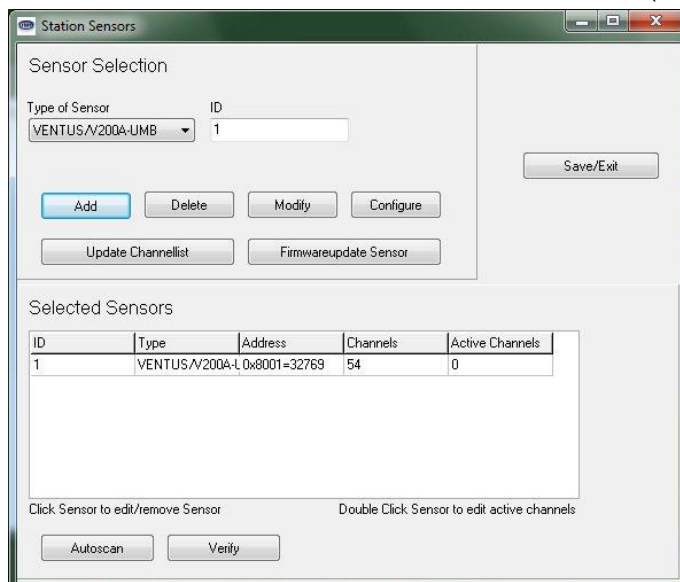 Station Sensors
Sensor Selection
Type of Sensor ID
VENTUS/V200A-UMB 1
Save/Exit
Add Delete Modify Configure
Update Channellist Firmwareupdate Sensor
Selected Sensors
ID Type Address Channels Active Channels
1 VENTUS/V200A-U 0x8001=32769 54 0
Click Sensor to edit/remove Sensor Double Click Sensor to edit active channels
Autoscan Verify